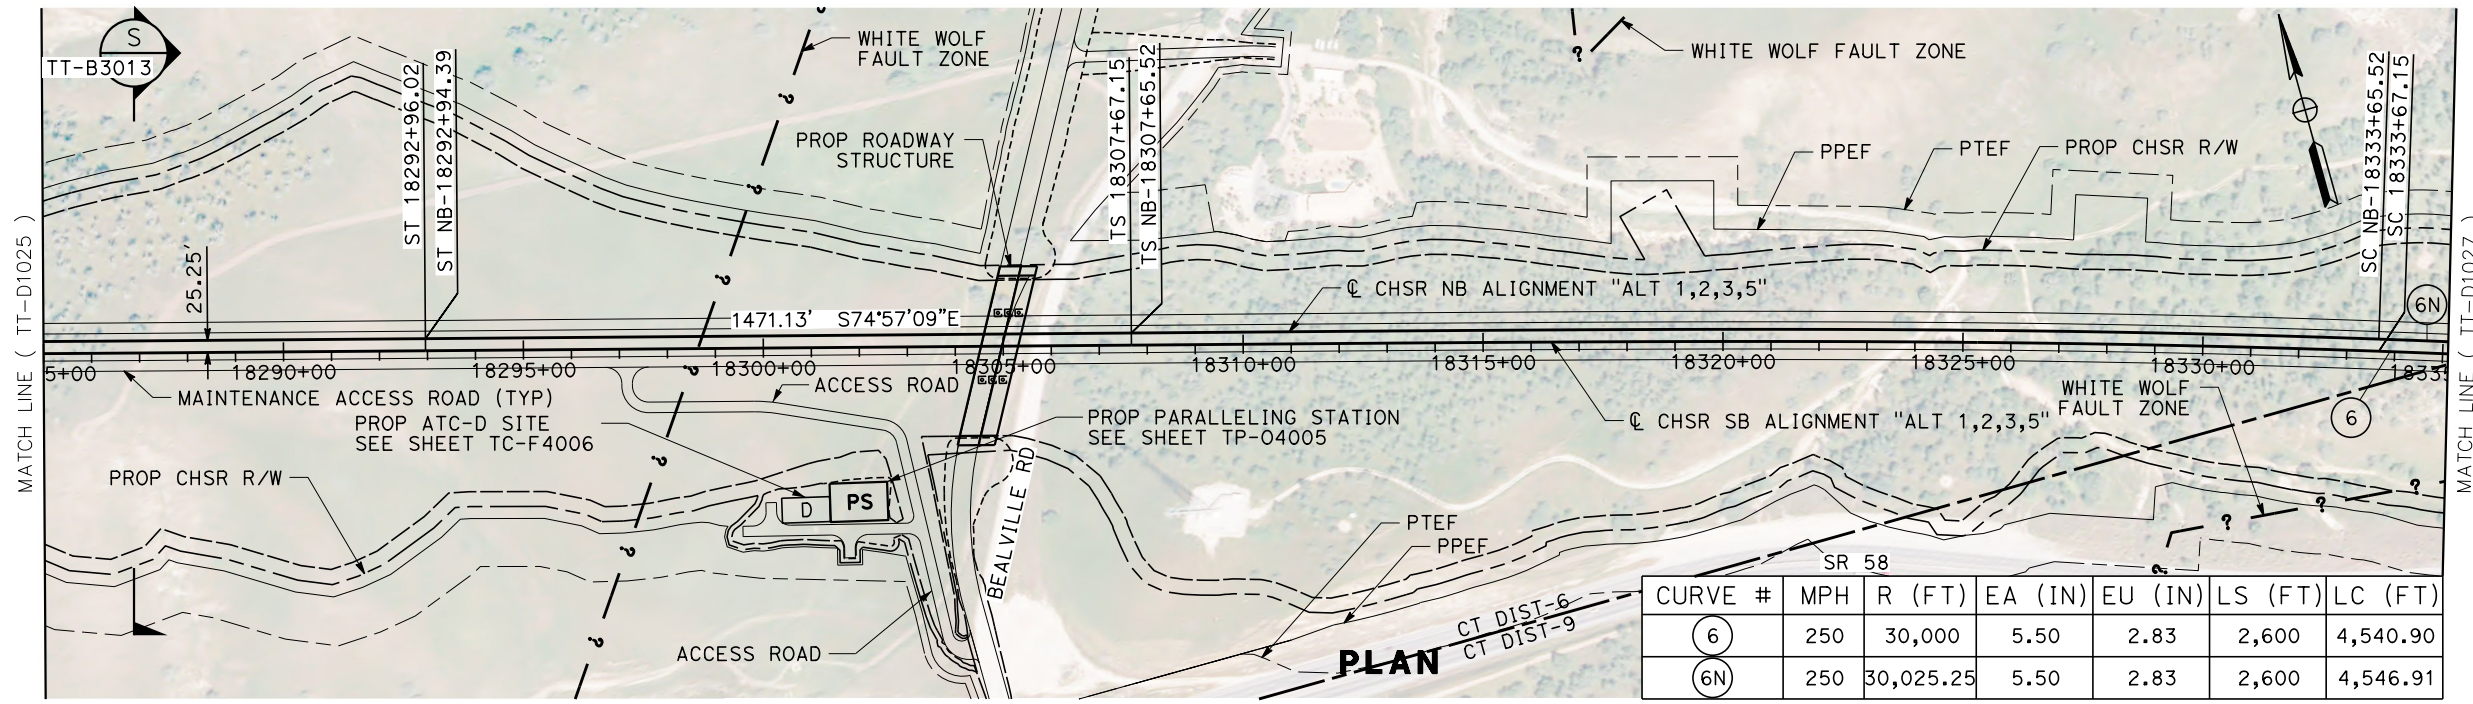 S
TT-B3013
MATCH LINE ( TT-D1025 )
ST 18292+96.02
ST NB-18292+94.39
WHITE WOLF
FAULT ZONE
PROP ROADWAY
STRUCTURE
TS 18307+67.15
TS NB-18307+65.52
WHITE WOLF FAULT ZONE
PPEF
PTEF
PROP CHSR R/W
SC NB-18333+65.52
SC 18333+67.15
MATCH LINE ( TT-D1027 )
25.25'
1471.13' S74°57'09"E
℄ CHSR NB ALIGNMENT "ALT 1,2,3,5"
6N
5+00
18290+00
18295+00
18300+00
18305+00
18310+00
18315+00
18320+00
18325+00
18330+00
18335
MAINTENANCE ACCESS ROAD (TYP)
ACCESS ROAD
PROP ATC-D SITE
SEE SHEET TC-F4006
PROP PARALLELING STATION
SEE SHEET TP-O4005
℄ CHSR SB ALIGNMENT "ALT 1,2,3,5"
WHITE WOLF
FAULT ZONE
6
PROP CHSR R/W
D
PS
BEALVILLE RD
PTEF
PPEF
SR 58
ACCESS ROAD
CT DIST-6
CT DIST-9
PLAN
CURVE # MPH R (FT) EA (IN) EU (IN) LS (FT) LC (FT)
6 250 30,000 5.50 2.83 2,600 4,540.90
6N 250 30,025.25 5.50 2.83 2,600 4,546.91